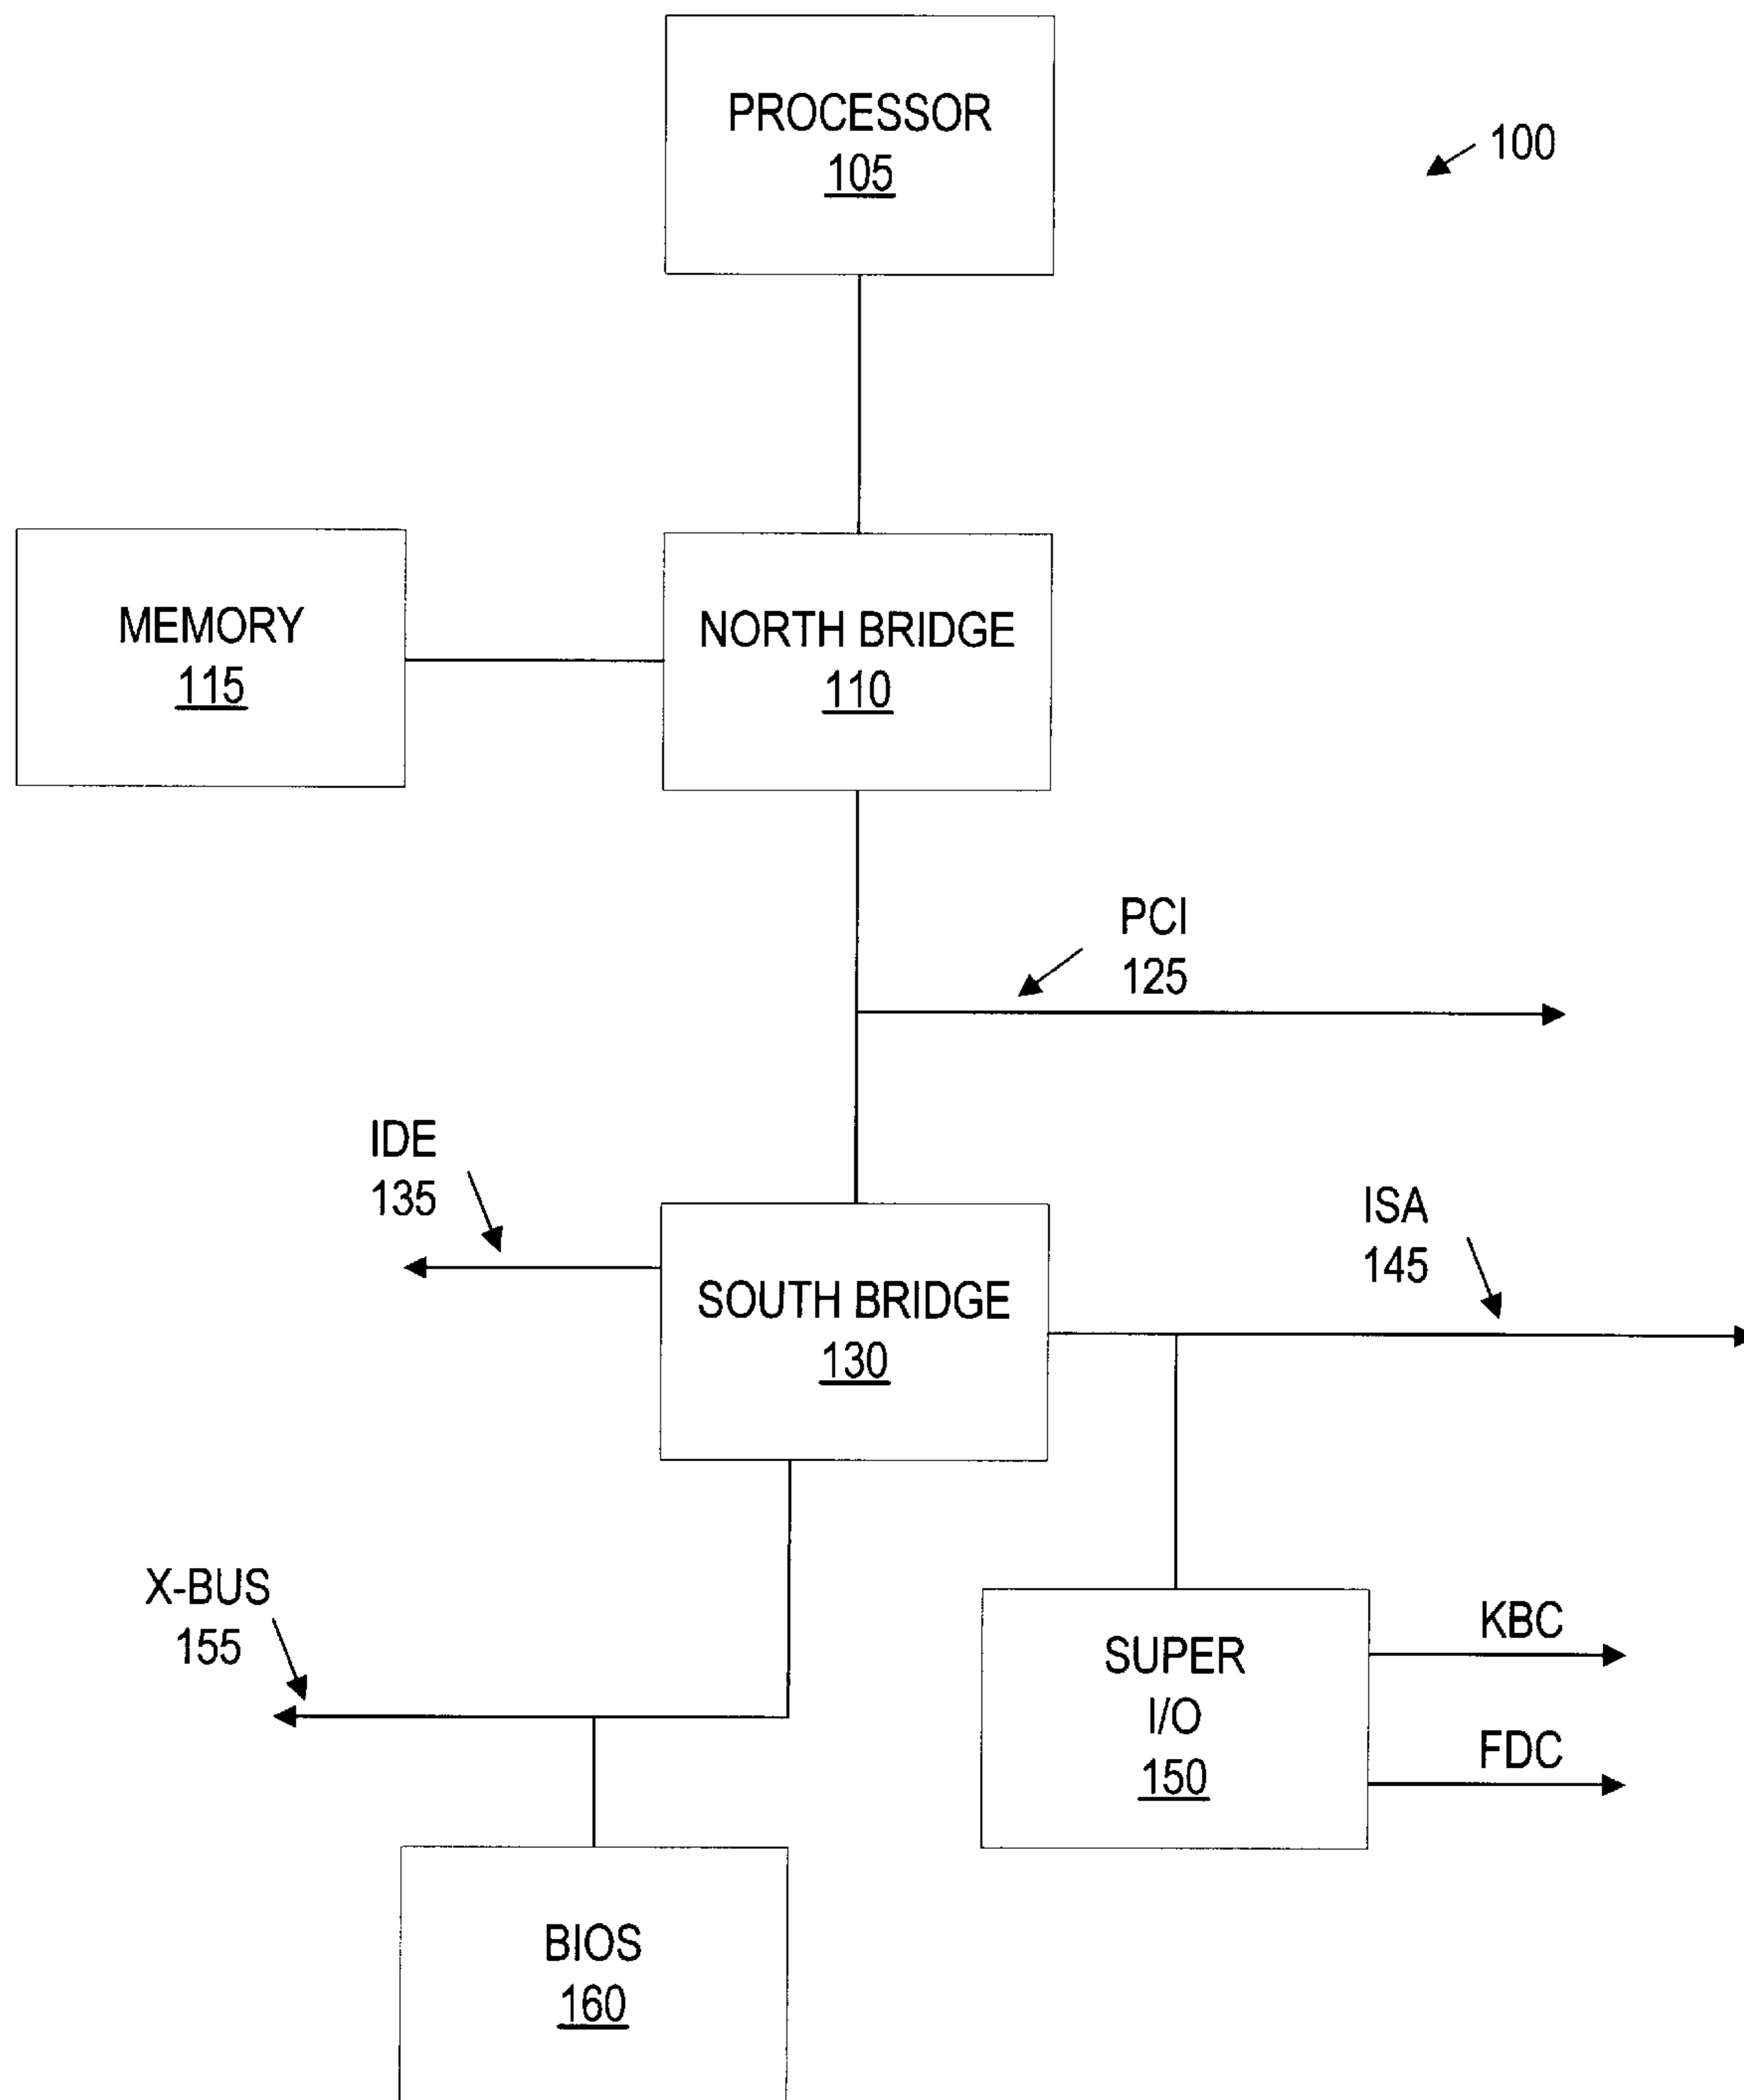 PROCESSOR
105
100
MEMORY
115
NORTH BRIDGE
110
PCI
125
IDE
135
SOUTH BRIDGE
130
ISA
145
X-BUS
155
SUPER
I/O
150
KBC
FDC
BIOS
160